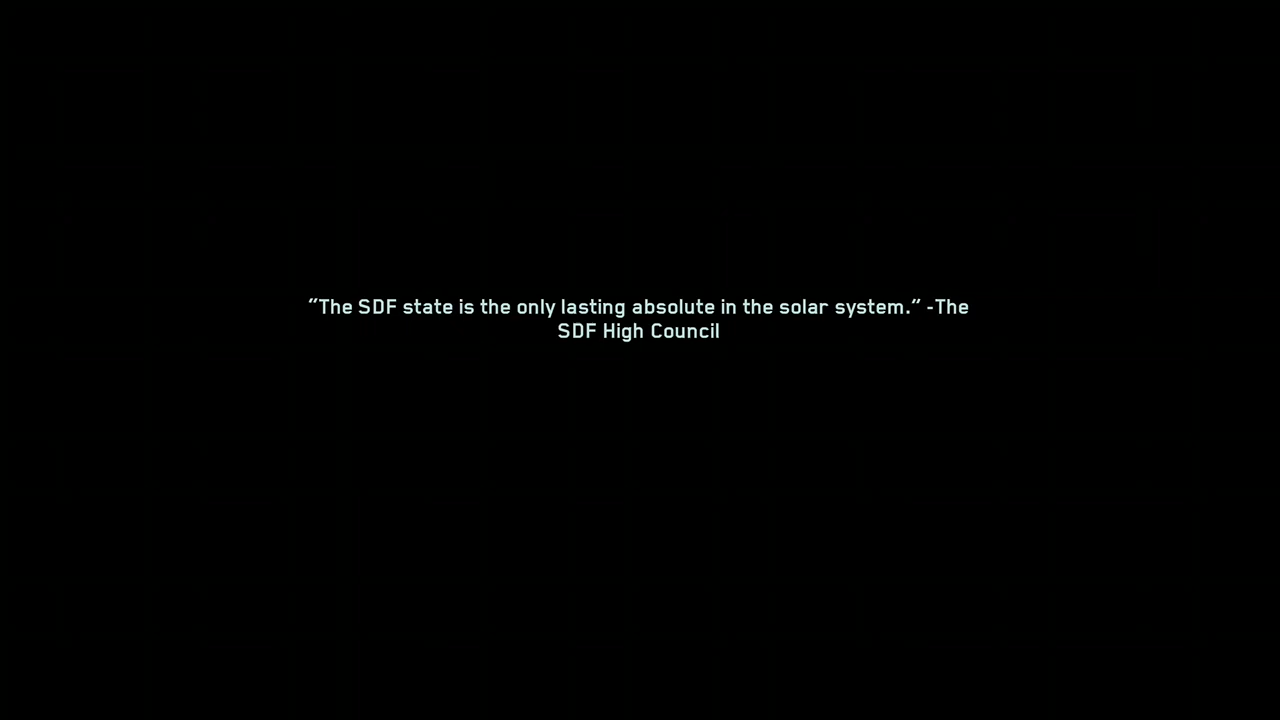 “The SDF state is the only lasting absolute in the solar system.” -The
SDF High Council